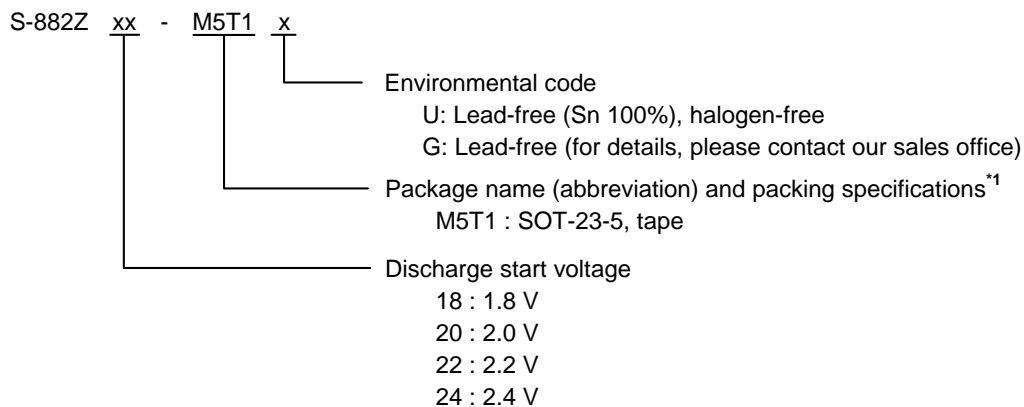 S-882Z xx - M5T1 x
Environmental code
U: Lead-free (Sn 100%), halogen-free
G: Lead-free (for details, please contact our sales office)
Package name (abbreviation) and packing specifications*1
M5T1 : SOT-23-5, tape
Discharge start voltage
18 : 1.8 V
20 : 2.0 V
22 : 2.2 V
24 : 2.4 V